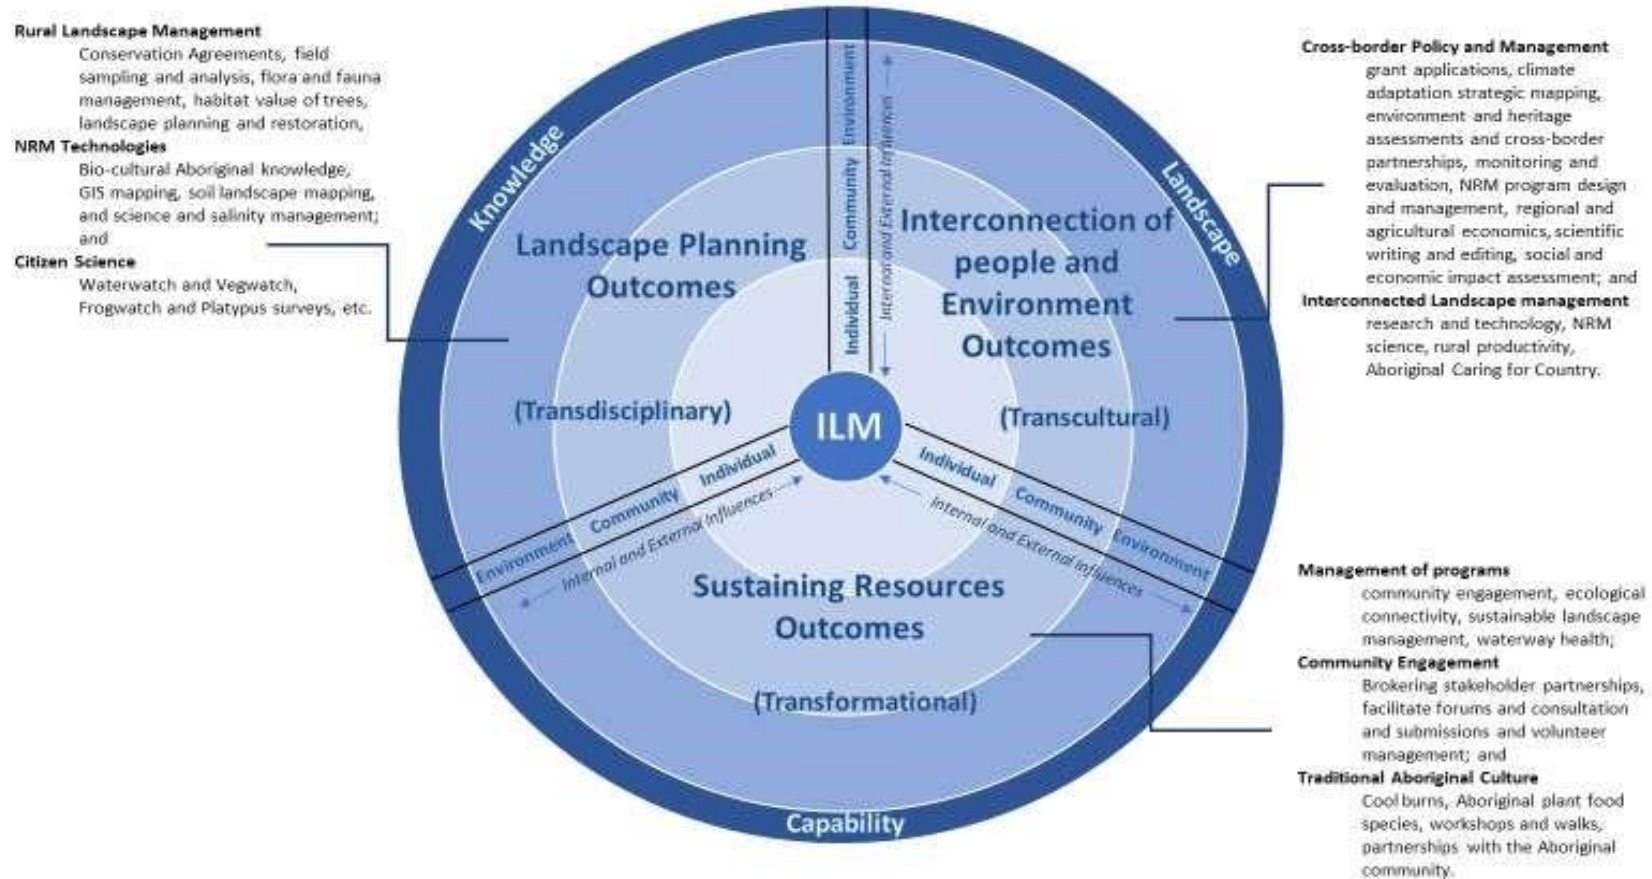 Rural Landscape Management
Conservation Agreements, field
sampling and analysis, flora and fauna
management, habitat value of trees,
landscape planning and restoration,
NRM Technologies
Bio-cultural Aboriginal knowledge,
GIS mapping, soil landscape mapping,
and science and salinity management;
and
Citizen Science
Waterwatch and Vegwatch,
Frogwatch and Platypus surveys, etc.
Knowledge
Landscape Planning
Outcomes
(Transdisciplinary)
Environment
Community
Individual
Internal and External Influences
Landscape
Interconnection of
people and
Environment
Outcomes
(Transcultural)
ILM
Individual
Community
Environment
Internal and External Influences
Individual
Community
Environment
Internal and External Influences
Sustaining Resources
Outcomes
(Transformational)
Capability
Cross-border Policy and Management
grant applications, climate
adaptation strategic mapping,
environment and heritage
assessments and cross-border
partnerships, monitoring and
evaluation, NRM program design
and management, regional and
agricultural economics, scientific
writing and editing, social and
economic impact assessment; and
Interconnected Landscape management
research and technology, NRM
science, rural productivity,
Aboriginal Caring for Country.
Management of programs
community engagement, ecological
connectivity, sustainable landscape
management, waterway health;
Community Engagement
Brokering stakeholder partnerships,
facilitate forums and consultation
and submissions and volunteer
management; and
Traditional Aboriginal Culture
Cool burns, Aboriginal plant food
species, workshops and walks,
partnerships with the Aboriginal
community.